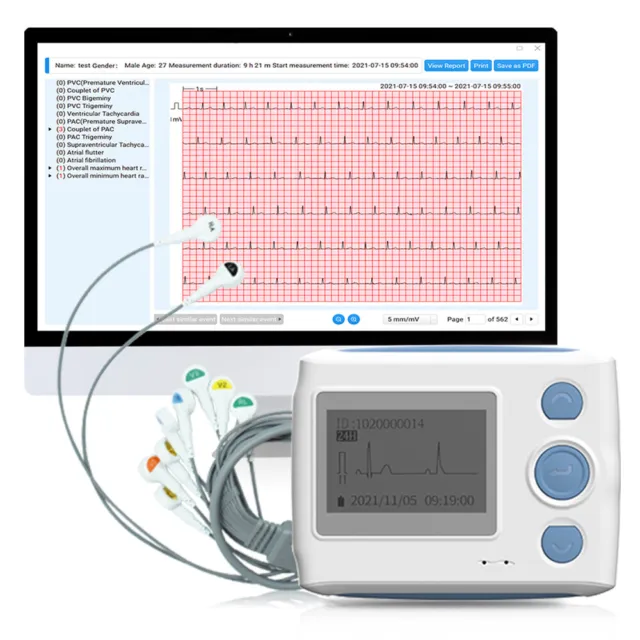 Name: test Gender: Male Age: 27 Measurement duration: 9 h 21 m Start measurement time: 2021-07-15 09:54:00 View Report Print Save as PDF
(0) PVC(Premature Ventricul...
(0) Couplet of PVC
(0) PVC Bigeminy
(0) PVC Trigeminy
(0) Ventricular Tachycardia
(0) PAC(Premature Suprave...
(3) Couplet of PAC
(0) PAC Trigeminy
(0) Supraventricular Tachyca...
(0) Atrial flutter
(0) Atrial fibrillation
(1) Overall maximum heart r...
(1) Overall minimum heart ra...
1s 2021-07-15 09:54:00 ~ 2021-07-15 09:55:00
1 mV
5 mm/mV Page 1 of 562
V1
V2
ID:1020000014
24H
2021/11/05 09:19:00